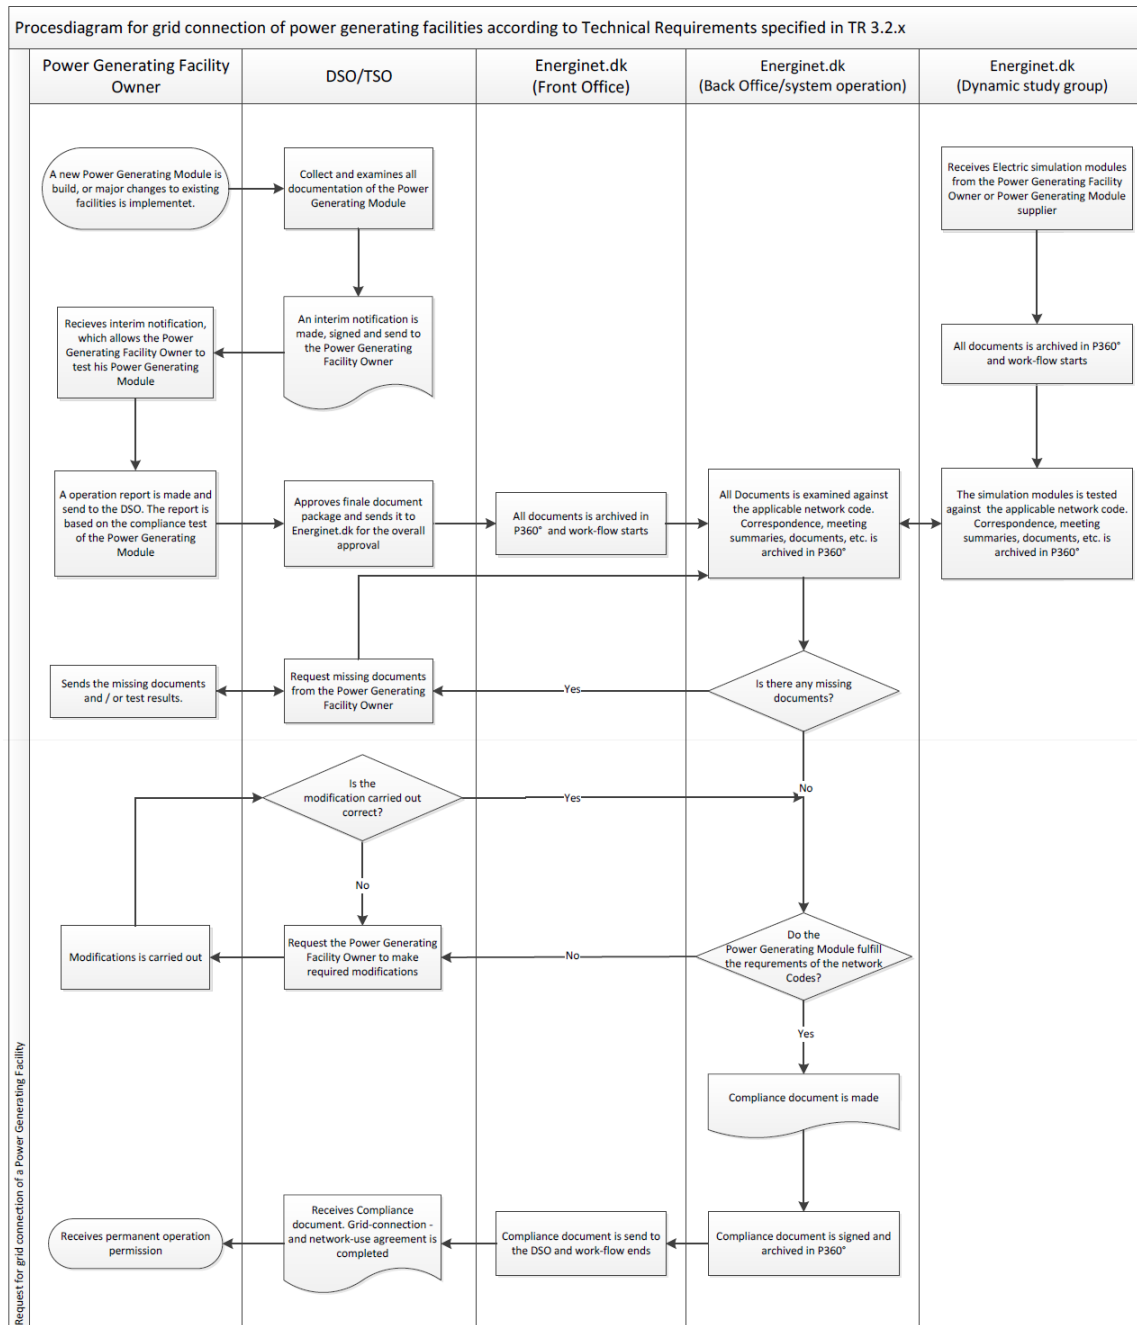 Procesdiagram for grid connection of power generating facilities according to Technical Requirements specified in TR 3.2.x
Power Generating Facility
Owner
DSO/TSO
Energinet.dk
(Front Office)
Energinet.dk
(Back Office/system operation)
Energinet.dk
(Dynamic study group)
A new Power Generating Module is
build, or major changes to existing
facilities is implementet.
Collect and examines all
documentation of the Power
Generating Module
Receives Electric simulation modules
from the Power Generating Facility
Owner or Power Generating Module
supplier
Recieves interim notification,
which allows the Power
Generating Facility Owner to
test his Power Generating
Module
An interim notification is
made, signed and send to
the Power Generating
Facility Owner
All documents is archived in P360°
and work-flow starts
A operation report is made and
send to the DSO. The report is
based on the compliance test
of the Power Generating
Module
Approves finale document
package and sends it to
Energinet.dk for the overall
approval
All documents is archived in
P360° and work-flow starts
All Documents is examined against
the applicable network code.
Correspondence, meeting
summaries, documents, etc. is
archived in P360°
The simulation modules is tested
against the applicable network code.
Correspondence, meeting
summaries, documents, etc. is
archived in P360°
Sends the missing documents
and / or test results.
Request missing documents
from the Power Generating
Facility Owner
Yes
Is there any missing
documents?
No
Is the
modification carried out
correct?
Yes
No
Modifications is carried out
Request the Power Generating
Facility Owner to make
required modifications
No
Do the
Power Generating Module fulfill
the requrements of the network
Codes?
Yes
Compliance document is made
Receives permanent operation
permission
Receives Compliance
document. Grid-connection -
and network-use agreement is
completed
Compliance document is send to
the DSO and work-flow ends
Compliance document is signed and
archived in P360°
Request for grid connection of a Power Generating Facility